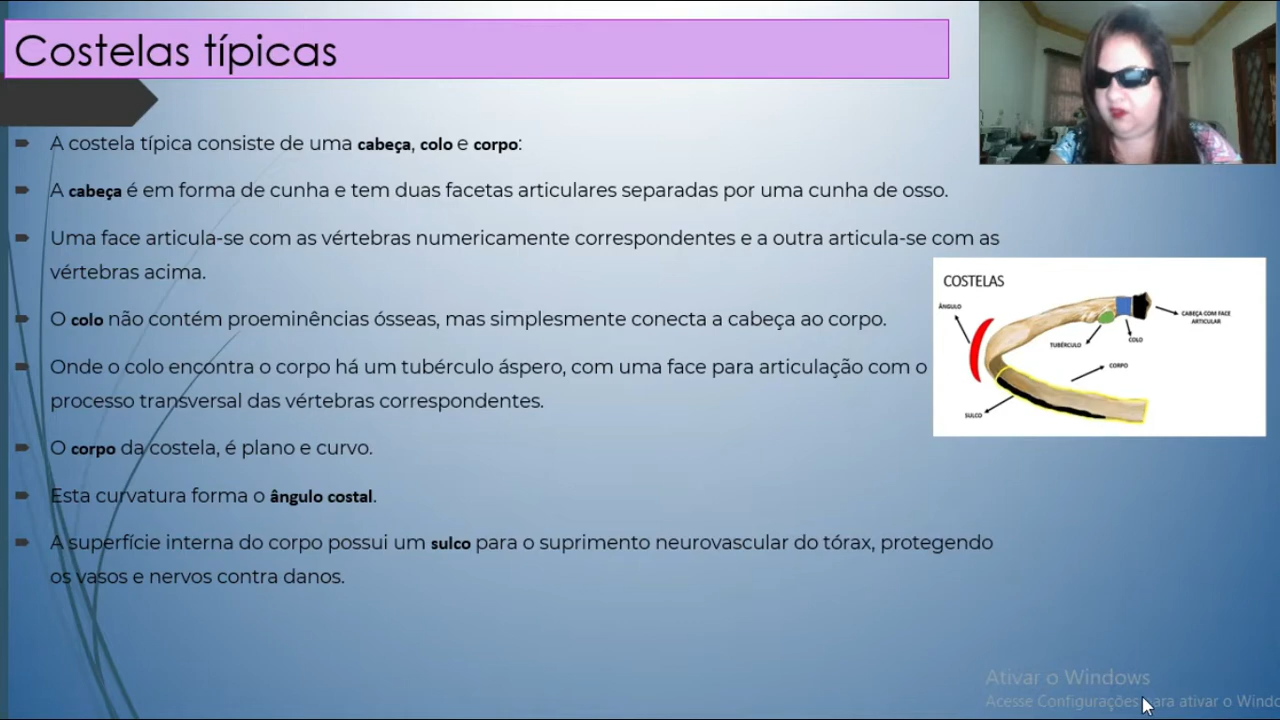 Costelas típicas
A costela típica consiste de uma cabeça, colo e corpo:
A cabeça é em forma de cunha e tem duas facetas articulares separadas por uma cunha de osso.
Uma face articula-se com as vértebras numericamente correspondentes e a outra articula-se com as
vértebras acima.
O colo não contém proeminências ósseas, mas simplesmente conecta a cabeça ao corpo.
Onde o colo encontra o corpo há um tubérculo áspero, com uma face para articulação com o
processo transversal das vértebras correspondentes.
O corpo da costela, é plano e curvo.
Esta curvatura forma o ângulo costal.
A superfície interna do corpo possui um sulco para o suprimento neurovascular do tórax, protegendo
os vasos e nervos contra danos.
COSTELAS
ÂNGULO
CABEÇA COM FACE
ARTICULAR
TUBÉRCULO
COLO
CORPO
SULCO
Ativar o Windows
Acesse Configurações para ativar o Windo